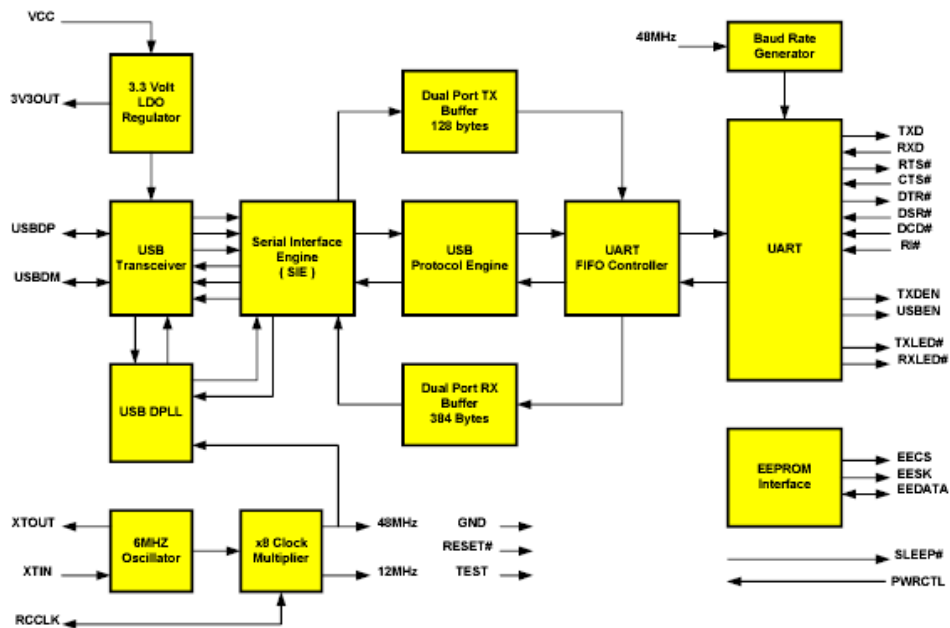 VCC
48MHz
Baud Rate
Generator
3.3 Volt
LDO
Regulator
3V3OUT
Dual Port TX
Buffer
128 bytes
TXD
RXD
RTS#
CTS#
DTR#
DSR#
DCD#
RI#
USBDP
USBDM
USB
Transceiver
Serial Interface
Engine
( SIE )
USB
Protocol Engine
UART
FIFO Controller
UART
TXDEN
USBEN
TXLED#
RXLED#
USB DPLL
Dual Port RX
Buffer
384 Bytes
EEPROM
Interface
EECS
EESK
EEDATA
XTOUT
XTIN
6MHZ
Oscillator
x8 Clock
Multiplier
48MHz
12MHz
GND
RESET#
TEST
SLEEP#
PWRCTL
RCCLK